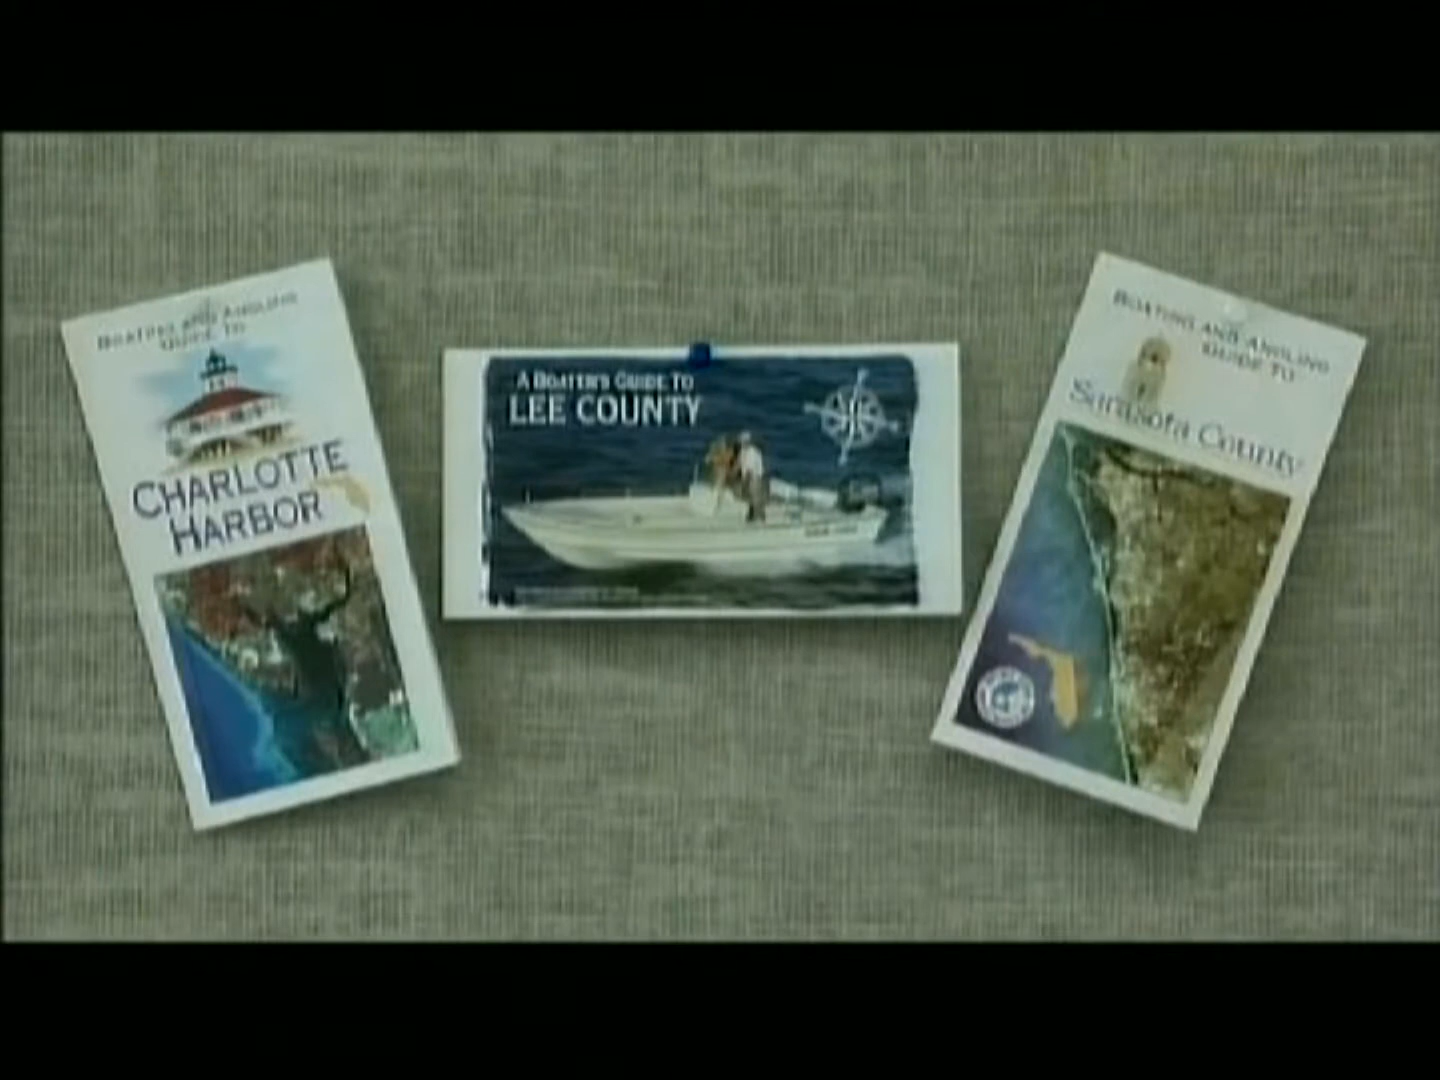 BOATING AND ANGLING
GUIDE TO
CHARLOTTE
HARBOR
A BOATER'S GUIDE TO
LEE COUNTY
BOATING AND ANGLING
GUIDE TO
Sarasota County